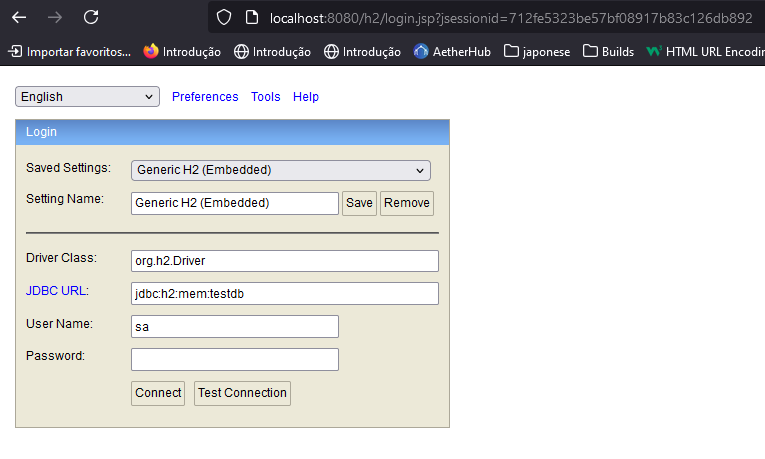 localhost:8080/h2/login.jsp?jsessionid=712fe5323be57bf08917b83c126db892
Importar favoritos... Introdução Introdução Introdução AetherHub japonese Builds HTML URL Encodin
English Preferences Tools Help
Login
Saved Settings: Generic H2 (Embedded)
Setting Name: Generic H2 (Embedded) Save Remove
Driver Class: org.h2.Driver
JDBC URL: jdbc:h2:mem:testdb
User Name: sa
Password:
Connect Test Connection